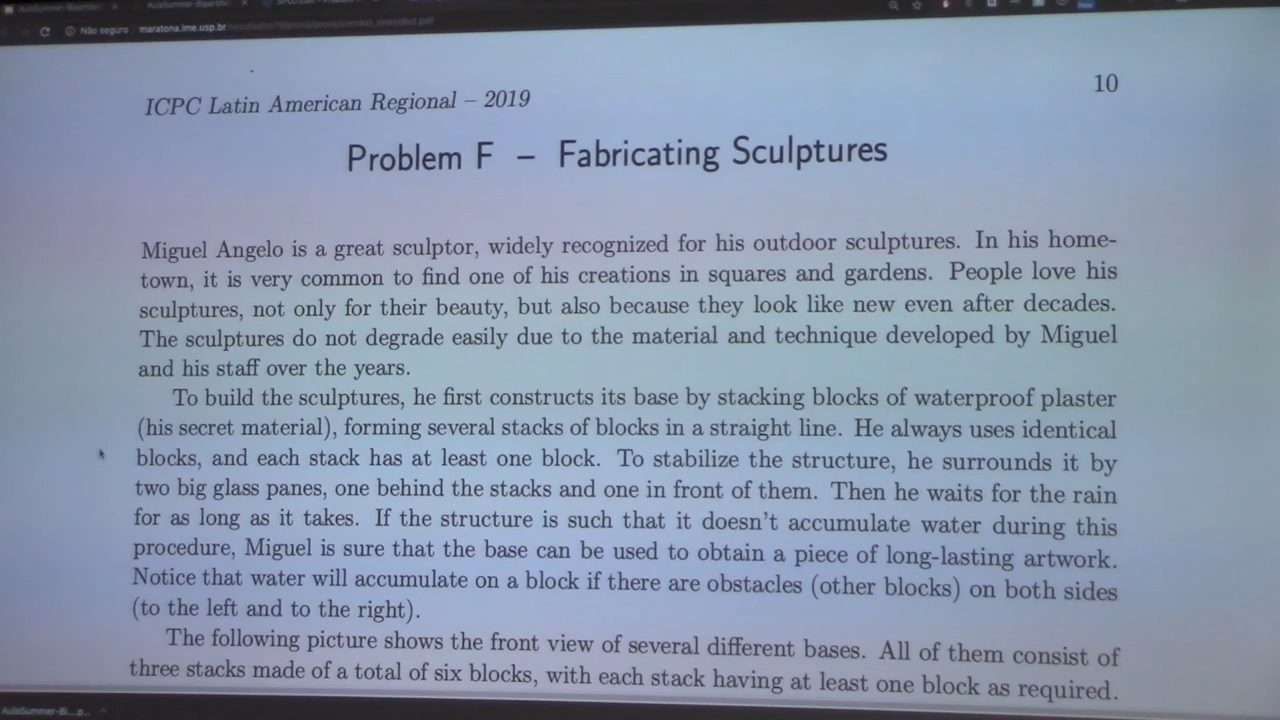 Não seguro maratona.ime.usp.br
ICPC Latin American Regional – 2019
10
Problem F – Fabricating Sculptures
Miguel Angelo is a great sculptor, widely recognized for his outdoor sculptures. In his home-
town, it is very common to find one of his creations in squares and gardens. People love his
sculptures, not only for their beauty, but also because they look like new even after decades.
The sculptures do not degrade easily due to the material and technique developed by Miguel
and his staff over the years.
To build the sculptures, he first constructs its base by stacking blocks of waterproof plaster
(his secret material), forming several stacks of blocks in a straight line. He always uses identical
blocks, and each stack has at least one block. To stabilize the structure, he surrounds it by
two big glass panes, one behind the stacks and one in front of them. Then he waits for the rain
for as long as it takes. If the structure is such that it doesn't accumulate water during this
procedure, Miguel is sure that the base can be used to obtain a piece of long-lasting artwork.
Notice that water will accumulate on a block if there are obstacles (other blocks) on both sides
(to the left and to the right).
The following picture shows the front view of several different bases. All of them consist of
three stacks made of a total of six blocks, with each stack having at least one block as required.